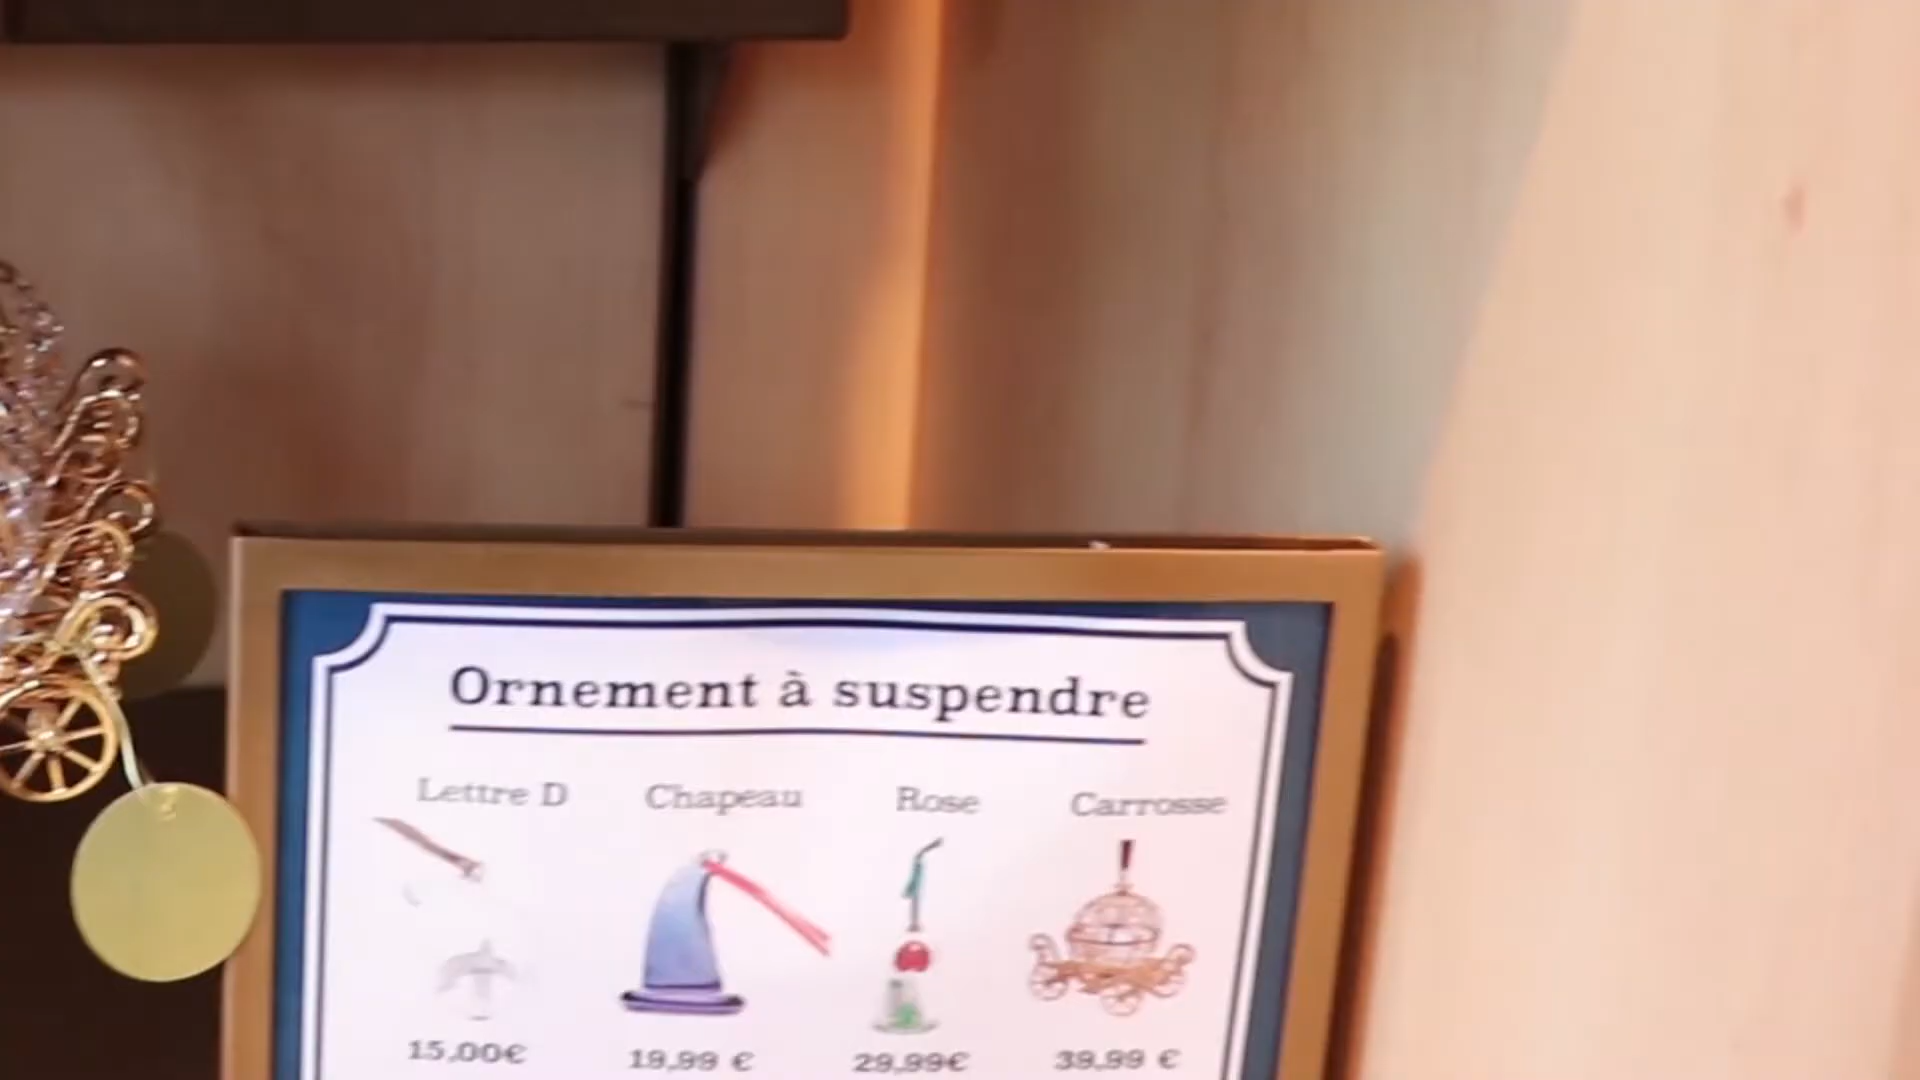 Ornement à suspendre
Lettre D Chapeau Rose Carrosse
15,00€ 19,99 € 29,99€ 39,99 €